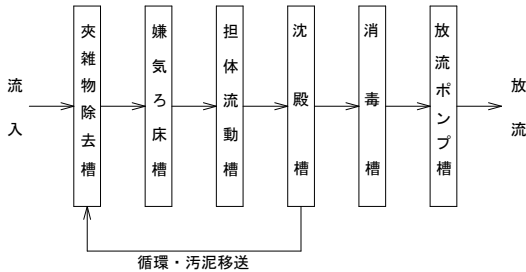 流入
夾雑物除去槽
嫌気ろ床槽
担体流動槽
沈殿槽
消毒槽
放流ポンプ槽
放流
循環・汚泥移送